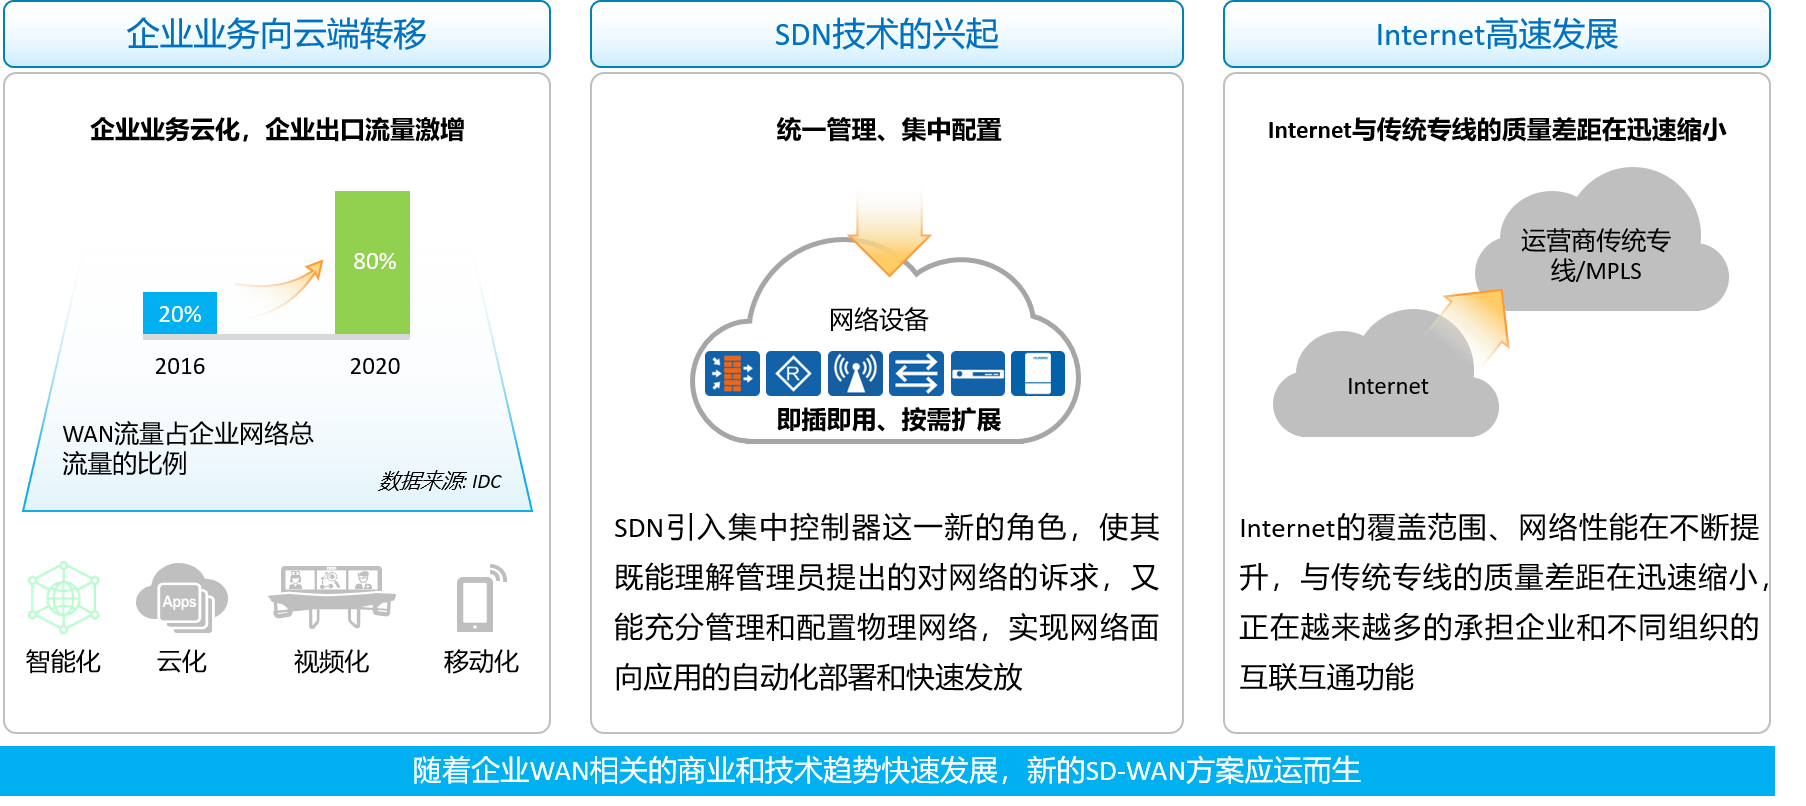 企业业务向云端转移
企业业务云化，企业出口流量激增
80%
20%
2016
2020
WAN流量占企业网络总
流量的比例
数据来源: IDC
Apps
智能化
云化
视频化
移动化
SDN技术的兴起
统一管理、集中配置
网络设备
R
HUAWEI
即插即用、按需扩展
SDN引入集中控制器这一新的角色，使其
既能理解管理员提出的对网络的诉求，又
能充分管理和配置物理网络，实现网络面
向应用的自动化部署和快速发放
Internet高速发展
Internet与传统专线的质量差距在迅速缩小
运营商传统专
线/MPLS
Internet
Internet的覆盖范围、网络性能在不断提
升，与传统专线的质量差距在迅速缩小，
正在越来越多的承担企业和不同组织的
互联互通功能
随着企业WAN相关的商业和技术趋势快速发展，新的SD-WAN方案应运而生